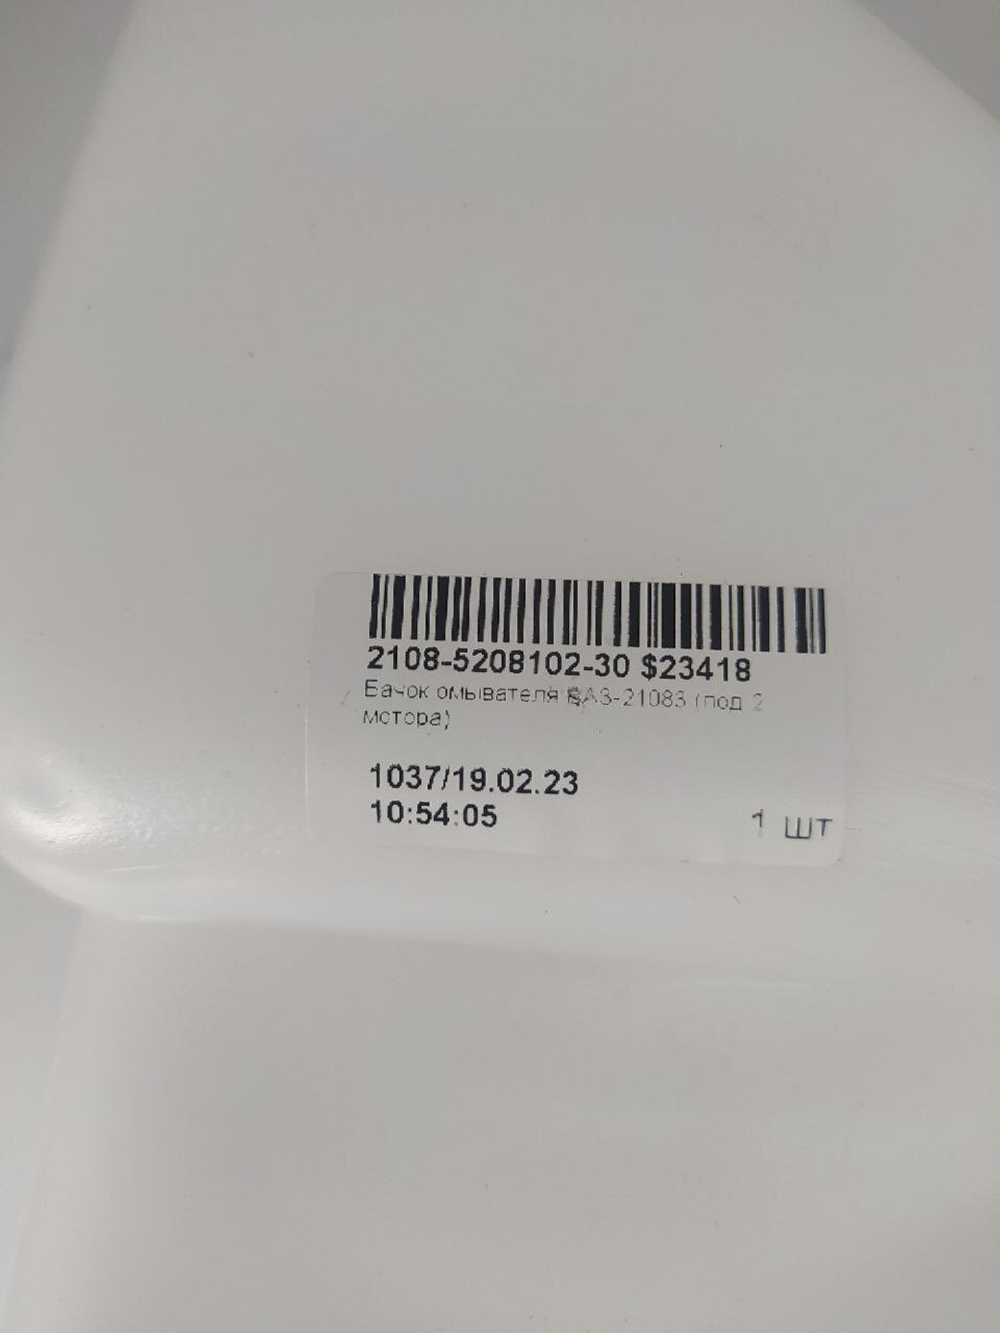 2108-5208102-30 $23418
Бачок омывателя ВАЗ-21083 (под 2
мотора)
1037/19.02.23
10:54:05
1 шт